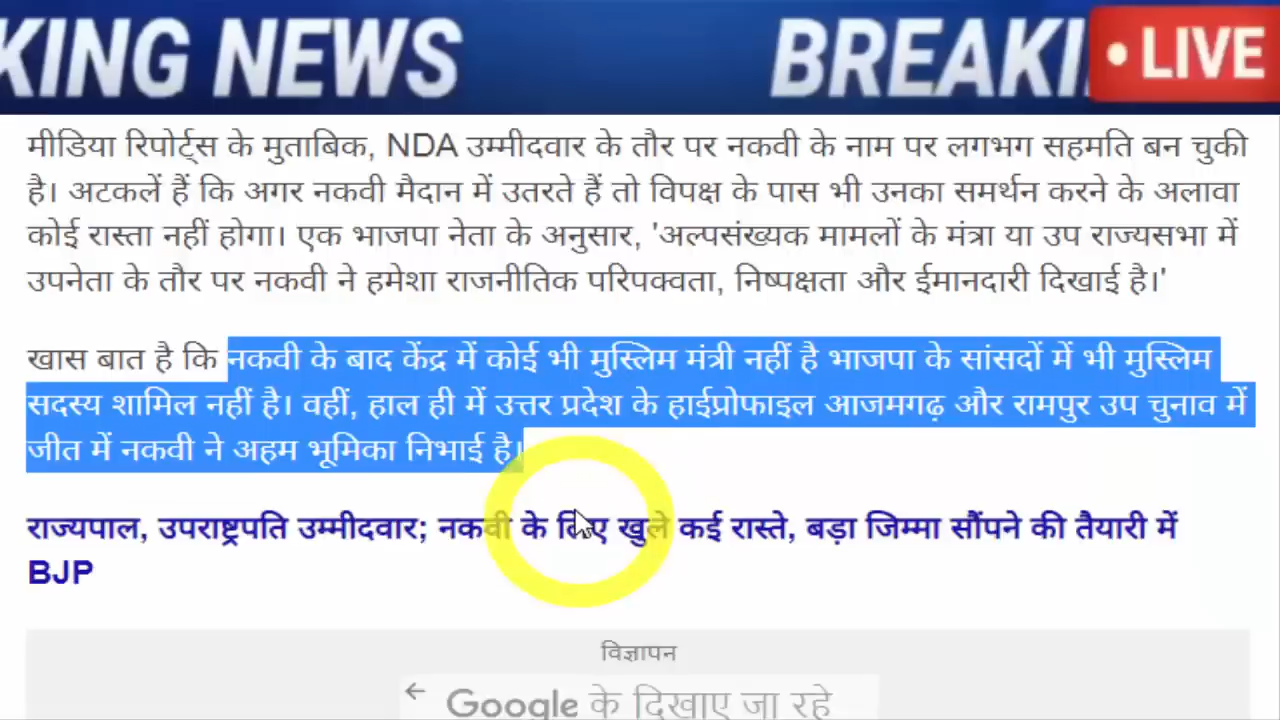 KING NEWS
BREAKI
• LIVE
मीडिया रिपोर्ट्स के मुताबिक, NDA उम्मीदवार के तौर पर नकवी के नाम पर लगभग सहमति बन चुकी
है। अटकलें हैं कि अगर नकवी मैदान में उतरते हैं तो विपक्ष के पास भी उनका समर्थन करने के अलावा
कोई रास्ता नहीं होगा। एक भाजपा नेता के अनुसार, 'अल्पसंख्यक मामलों के मंत्रा या उप राज्यसभा में
उपनेता के तौर पर नकवी ने हमेशा राजनीतिक परिपक्वता, निष्पक्षता और ईमानदारी दिखाई है।'
खास बात है कि नकवी के बाद केंद्र में कोई भी मुस्लिम मंत्री नहीं है भाजपा के सांसदों में भी मुस्लिम
सदस्य शामिल नहीं है। वहीं, हाल ही में उत्तर प्रदेश के हाईप्रोफाइल आजमगढ़ और रामपुर उप चुनाव में
जीत में नकवी ने अहम भूमिका निभाई है।
राज्यपाल, उपराष्ट्रपति उम्मीदवार; नकवी के लिए खुले कई रास्ते, बड़ा जिम्मा सौंपने की तैयारी में
BJP
विज्ञापन
Google के दिखाए जा रहे